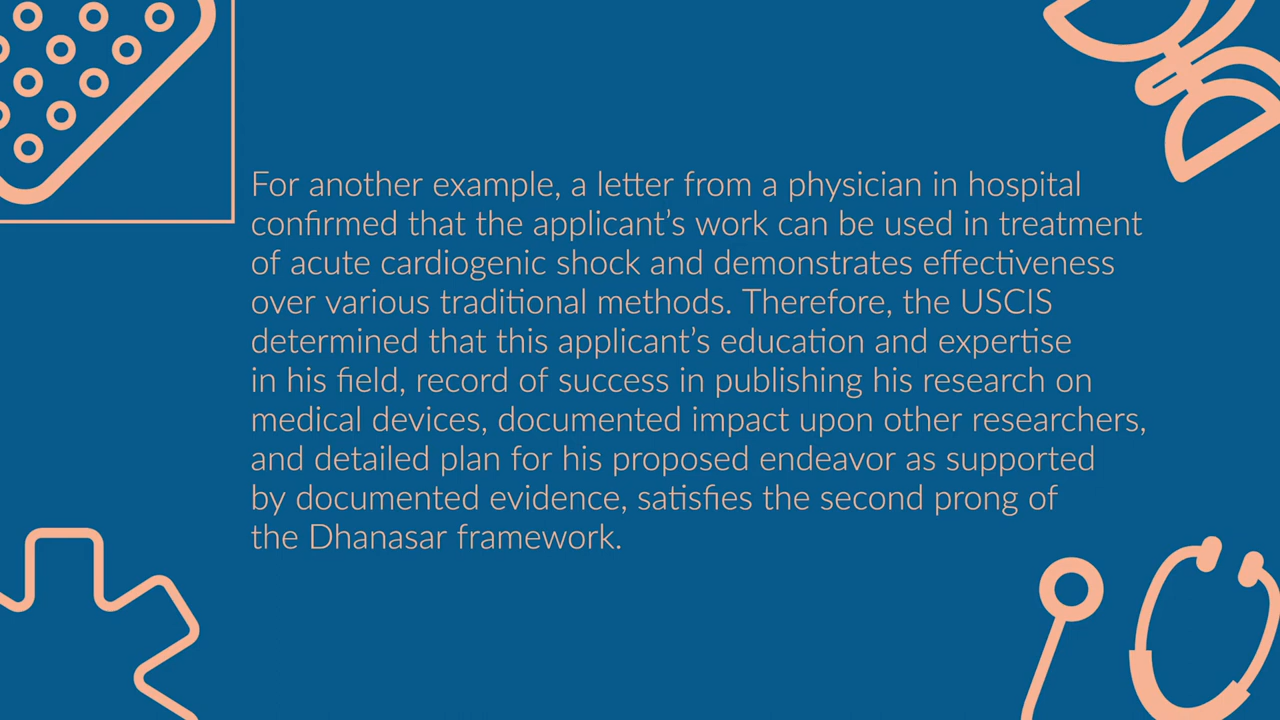 For another example, a letter from a physician in hospital
confirmed that the applicant’s work can be used in treatment
of acute cardiogenic shock and demonstrates effectiveness
over various traditional methods. Therefore, the USCIS
determined that this applicant’s education and expertise
in his field, record of success in publishing his research on
medical devices, documented impact upon other researchers,
and detailed plan for his proposed endeavor as supported
by documented evidence, satisfies the second prong of
the Dhanasar framework.